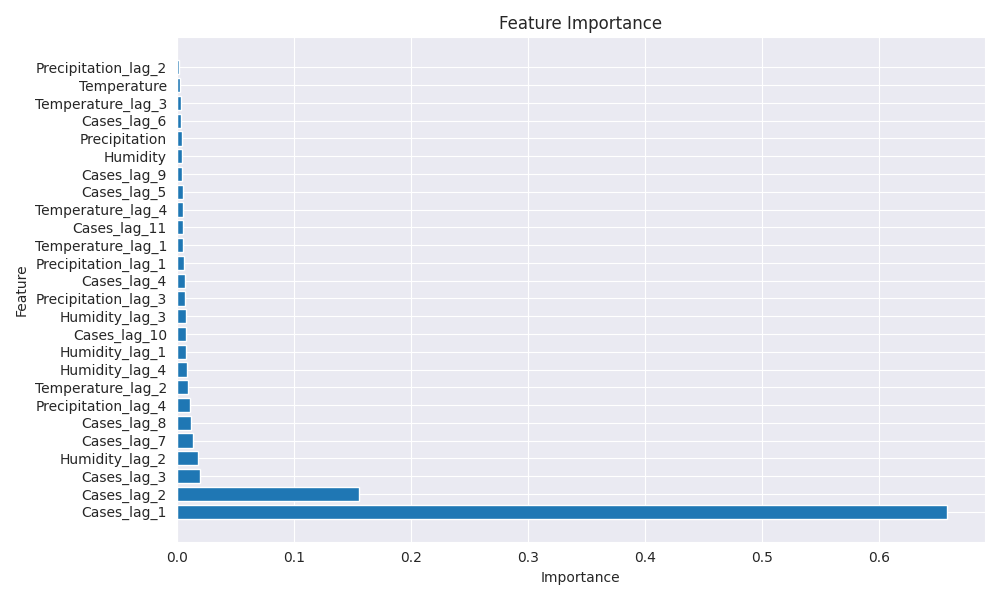 Feature Importance
Precipitation_lag_2
Temperature
Temperature_lag_3
Cases_lag_6
Precipitation
Humidity
Cases_lag_9
Cases_lag_5
Temperature_lag_4
Cases_lag_11
Temperature_lag_1
Precipitation_lag_1
Cases_lag_4
Precipitation_lag_3
Humidity_lag_3
Cases_lag_10
Humidity_lag_1
Humidity_lag_4
Temperature_lag_2
Precipitation_lag_4
Cases_lag_8
Cases_lag_7
Humidity_lag_2
Cases_lag_3
Cases_lag_2
Cases_lag_1
Feature
0.0 0.1 0.2 0.3 0.4 0.5 0.6
Importance